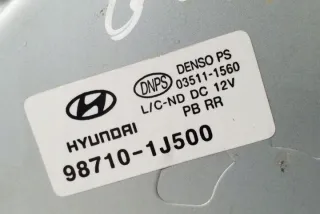 DENSO PS
DNPS 03511-1560
L/C-ND DC 12V
PB RR
HYUNDAI
98710-1J500